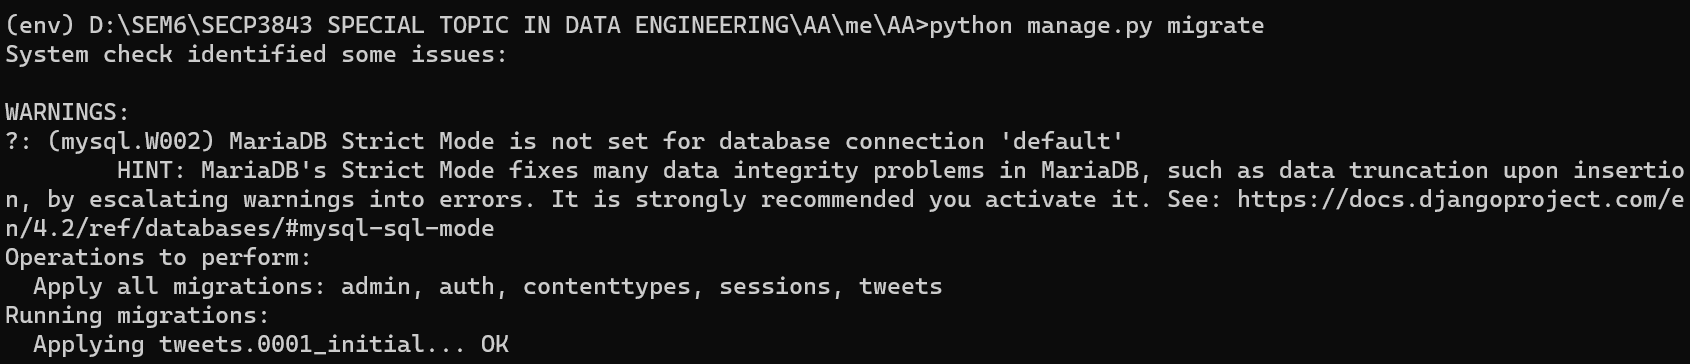 (env) D:\SEM6\SECP3843 SPECIAL TOPIC IN DATA ENGINEERING\AA\me\AA>python manage.py migrate
System check identified some issues:

WARNINGS:
?: (mysql.W002) MariaDB Strict Mode is not set for database connection 'default'
        HINT: MariaDB's Strict Mode fixes many data integrity problems in MariaDB, such as data truncation upon insertio
n, by escalating warnings into errors. It is strongly recommended you activate it. See: https://docs.djangoproject.com/e
n/4.2/ref/databases/#mysql-sql-mode
Operations to perform:
  Apply all migrations: admin, auth, contenttypes, sessions, tweets
Running migrations:
  Applying tweets.0001_initial... OK